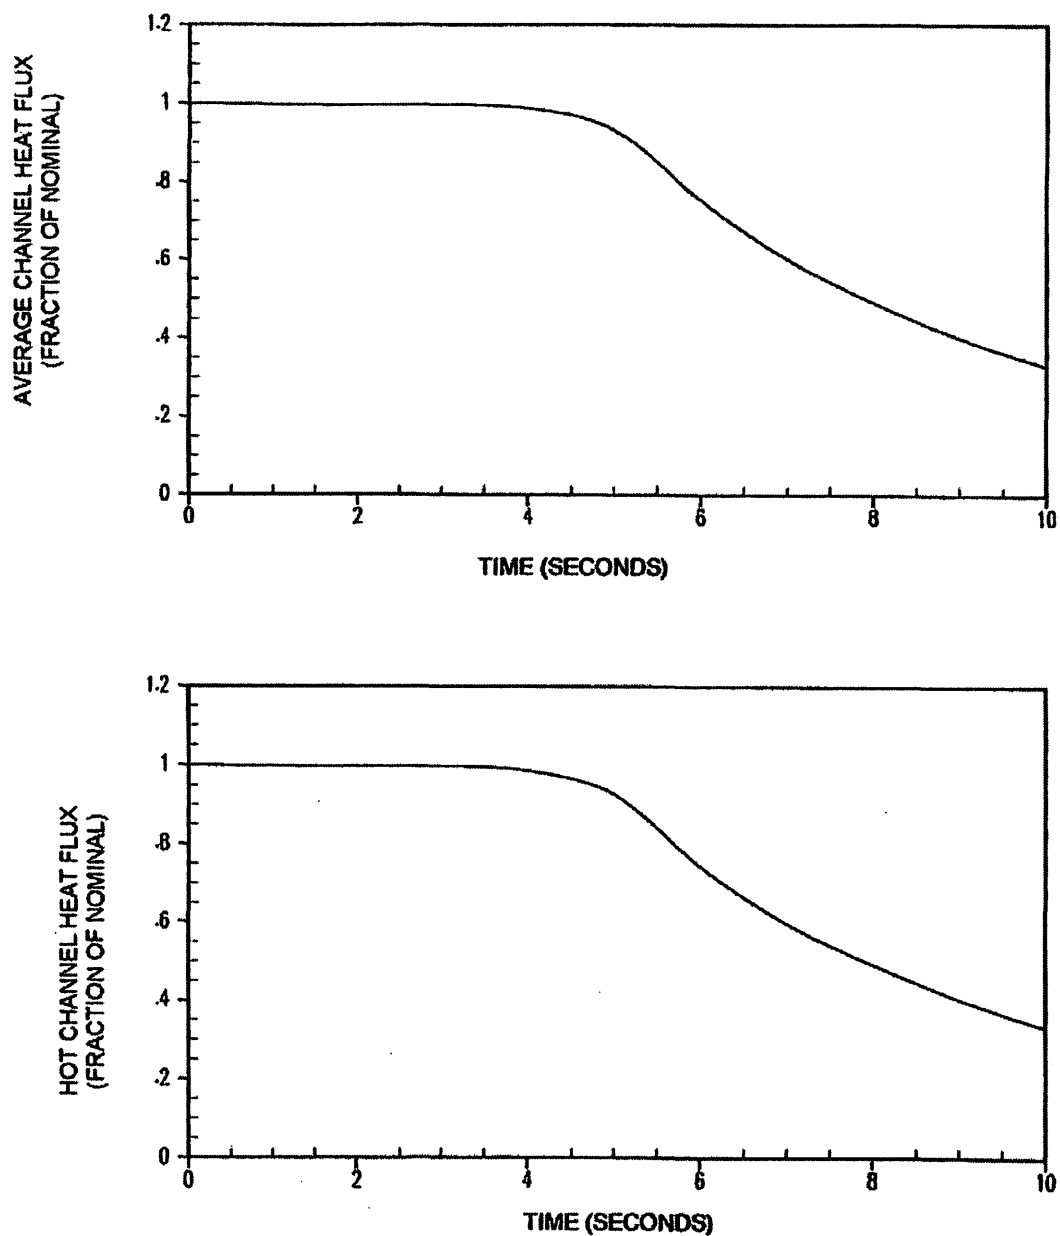 AVERAGE CHANNEL HEAT FLUX
(FRACTION OF NOMINAL)
1.2
1
.8
.6
.4
.2
0
0 2 4 6 8 10
TIME (SECONDS)
HOT CHANNEL HEAT FLUX
(FRACTION OF NOMINAL)
1.2
1
.8
.6
.4
.2
0
0 2 4 6 8 10
TIME (SECONDS)